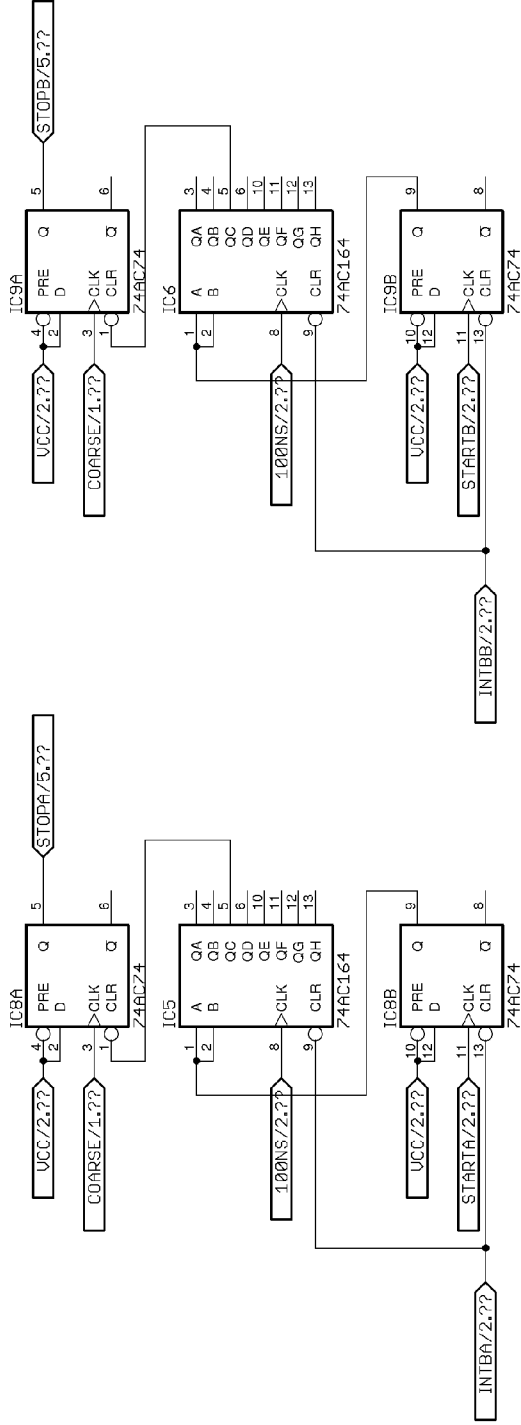 IC8A
4
2
3
1
PRE
D
CLK
CLR
Q
Q
5
6
74AC74
VCC/2.??
COARSE/1.??
STOPA/5.??
IC5
1
2
8
9
A
B
CLK
CLR
QA
QB
QC
QD
QE
QF
QG
QH
3
4
5
6
10
11
12
13
74AC164
100NS/2.??
IC8B
10
12
11
13
PRE
D
CLK
CLR
Q
Q
9
8
74AC74
VCC/2.??
STARTA/2.??
INTBA/2.??
IC9A
4
2
3
1
PRE
D
CLK
CLR
Q
Q
5
6
74AC74
VCC/2.??
COARSE/1.??
STOPB/5.??
IC6
1
2
8
9
A
B
CLK
CLR
QA
QB
QC
QD
QE
QF
QG
QH
3
4
5
6
10
11
12
13
74AC164
100NS/2.??
IC9B
10
12
11
13
PRE
D
CLK
CLR
Q
Q
9
8
74AC74
VCC/2.??
STARTB/2.??
INTBB/2.??